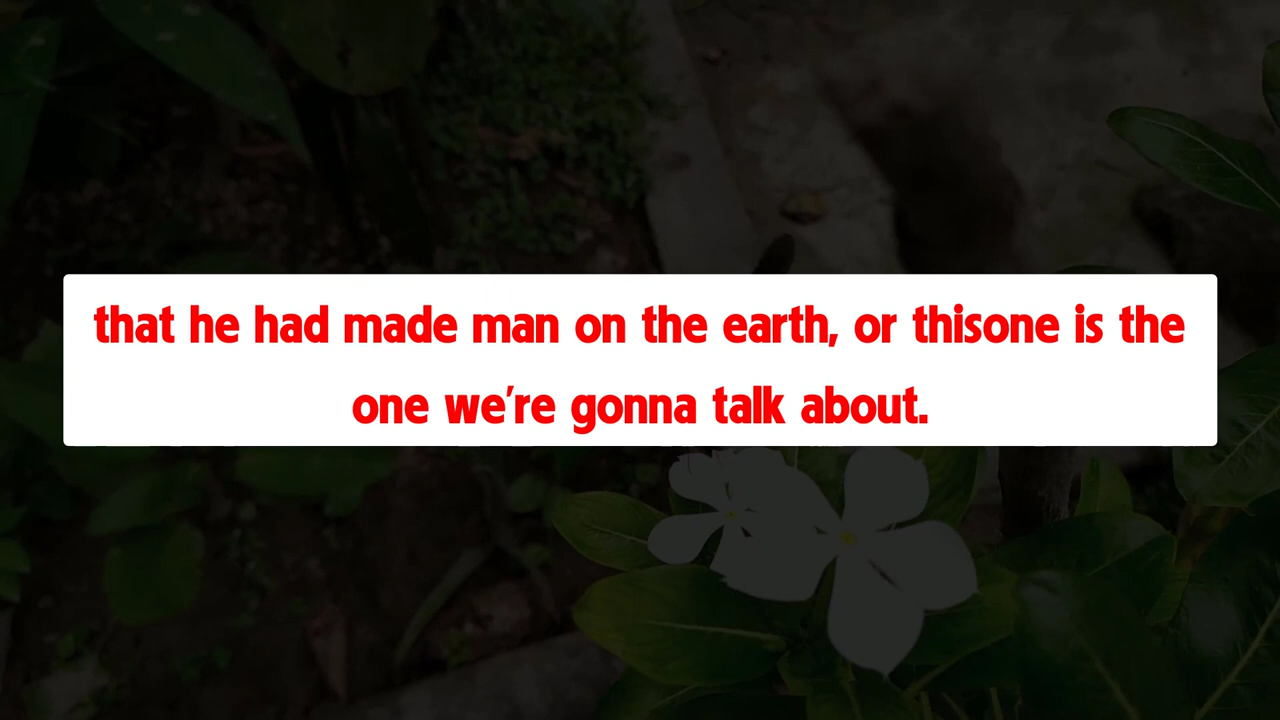 that he had made man on the earth, or thisone is the
one we're gonna talk about.